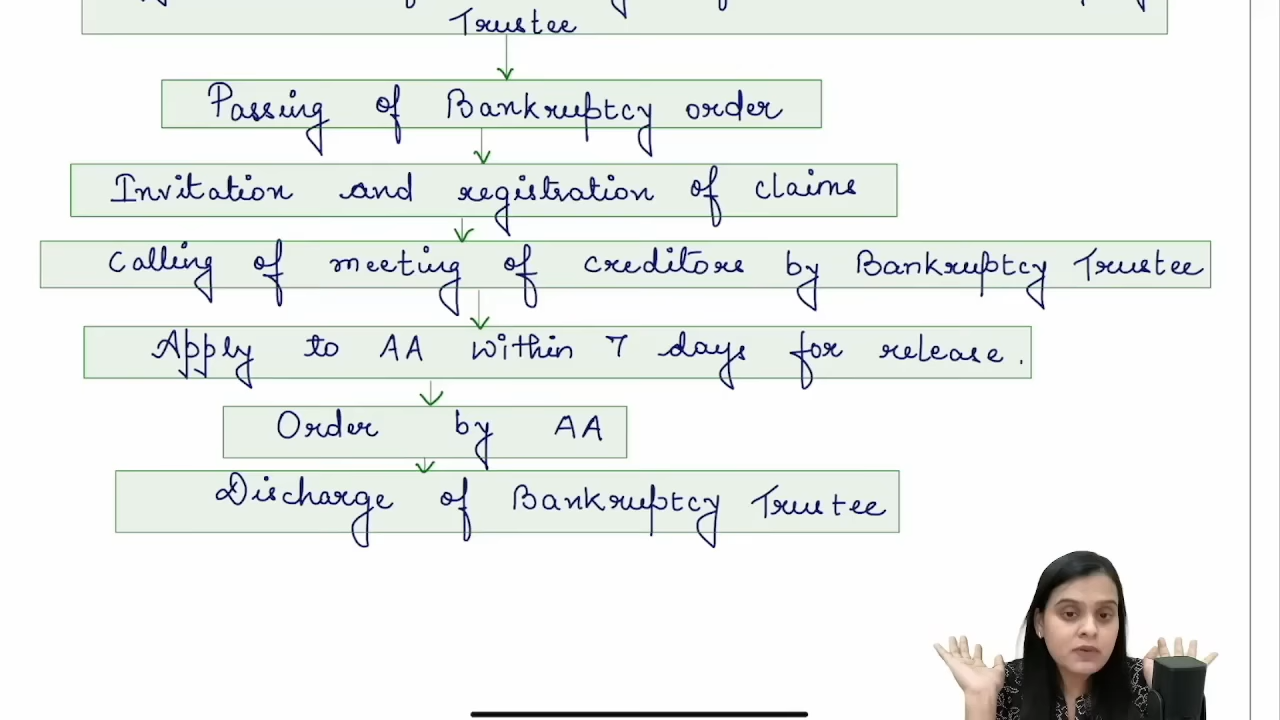 Trustee
Passing of Bankruptcy order
Invitation and registration of claims
Calling of meeting of creditors by Bankruptcy Trustee
Apply to AA within 7 days for release.
Order by AA
Discharge of Bankruptcy Trustee